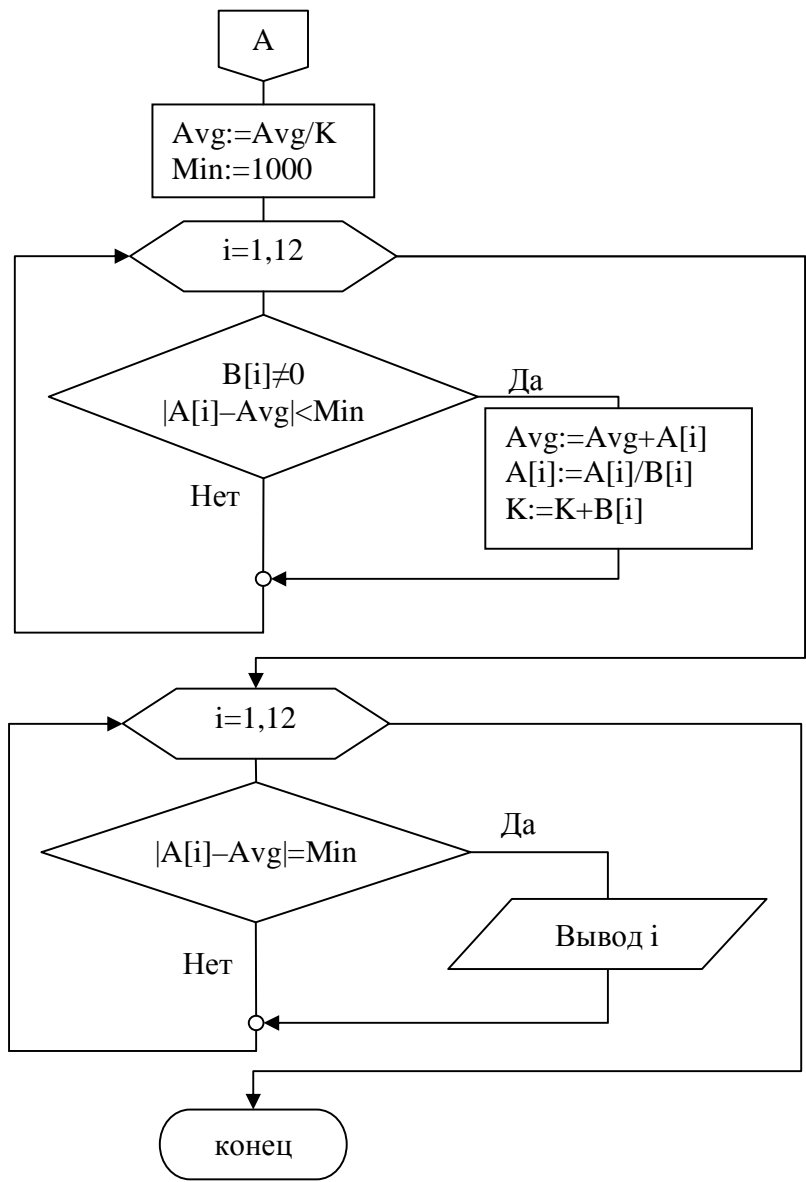 А
Avg:=Avg/K
Min:=1000
i=1,12
B[i]≠0
|A[i]–Avg|<Min
Да
Avg:=Avg+A[i]
A[i]:=A[i]/B[i]
K:=K+B[i]
Нет
i=1,12
|A[i]–Avg|=Min
Да
Вывод i
Нет
конец